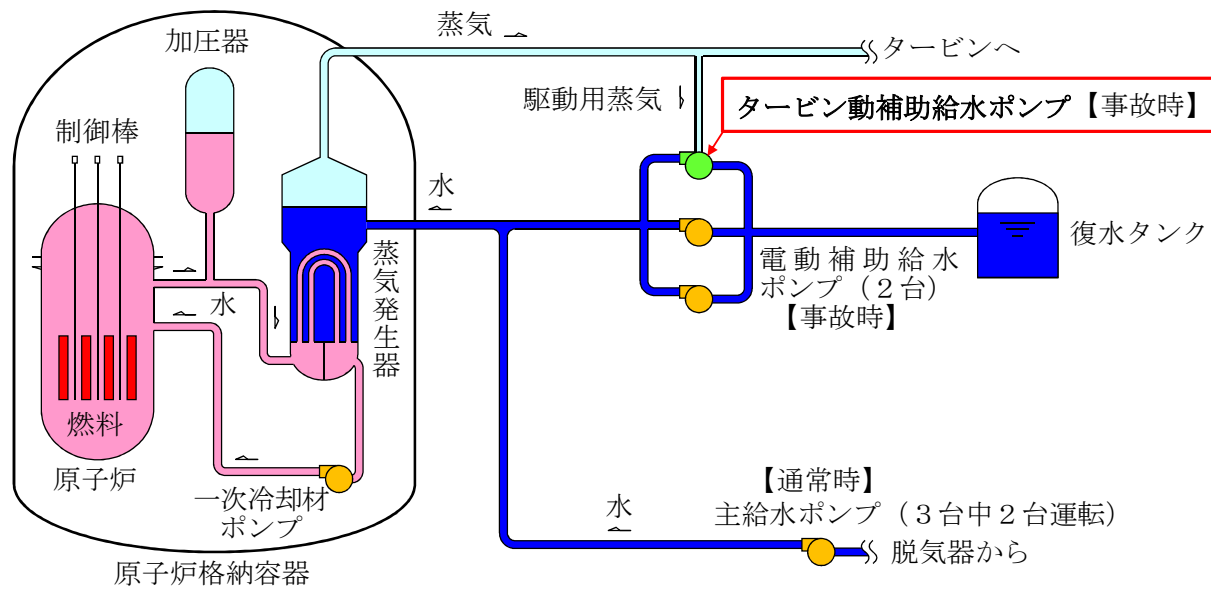 蒸気
タービンへ
加圧器
駆動用蒸気
タービン動補助給水ポンプ【事故時】
制御棒
水
復水タンク
電動補助給水
ポンプ（２台）
【事故時】
水
蒸気発生器
燃料
原子炉
一次冷却材
ポンプ
【通常時】
水
主給水ポンプ（３台中２台運転）
脱気器から
原子炉格納容器